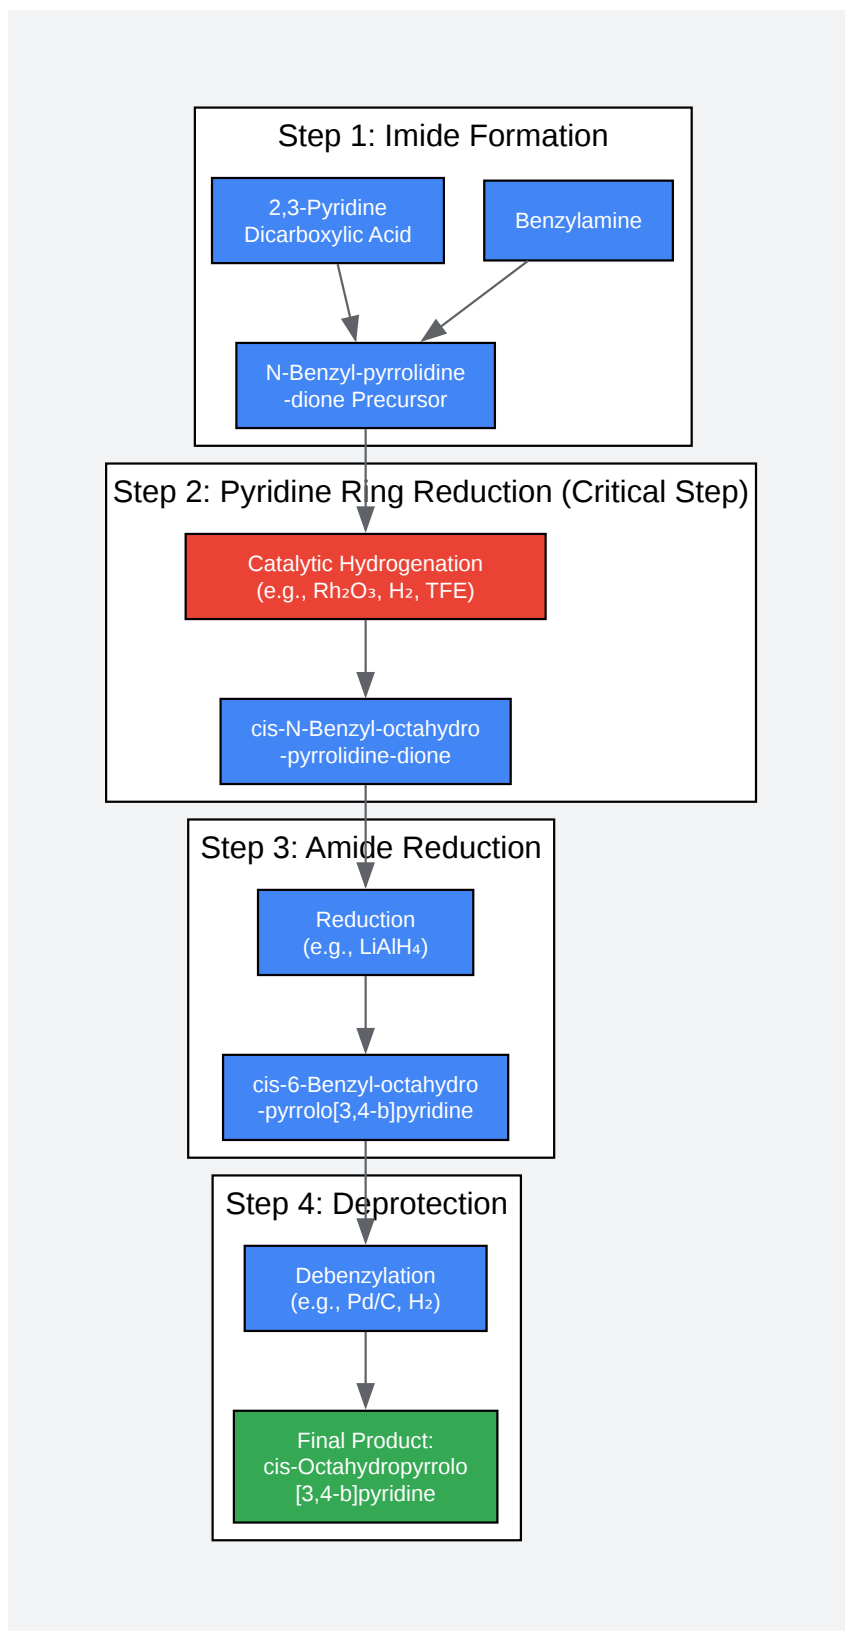 Step 1: Imide Formation
2,3-Pyridine
Dicarboxylic Acid
Benzylamine
N-Benzyl-pyrrolidine
-dione Precursor
Step 2: Pyridine Ring Reduction (Critical Step)
Catalytic Hydrogenation
(e.g., Rh₂O₃, H₂, TFE)
cis-N-Benzyl-octahydro
-pyrrolidine-dione
Step 3: Amide Reduction
Reduction
(e.g., LiAlH₄)
cis-6-Benzyl-octahydro
-pyrrolo[3,4-b]pyridine
Step 4: Deprotection
Debenzylation
(e.g., Pd/C, H₂)
Final Product:
cis-Octahydropyrrolo
[3,4-b]pyridine